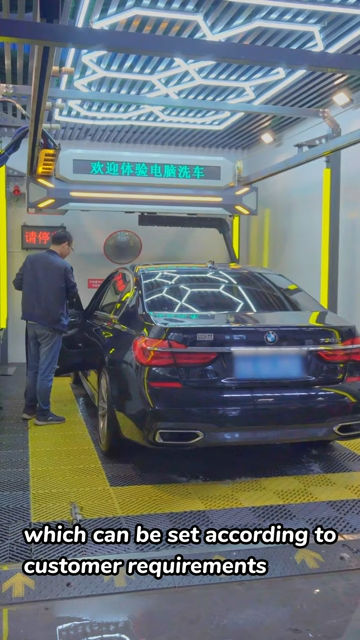 欢迎体验电脑洗车
请停
which can be set according to
customer requirements